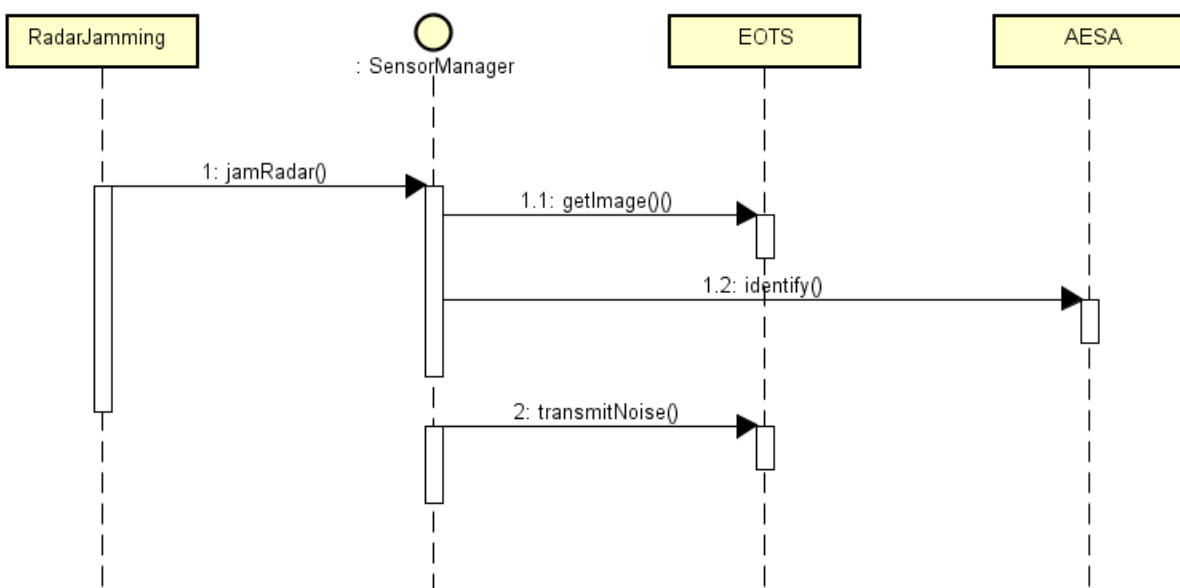 RadarJamming
: SensorManager
EOTS
AESA
1: jamRadar()
1.1: getImage()()
1.2: identify()
2: transmitNoise()